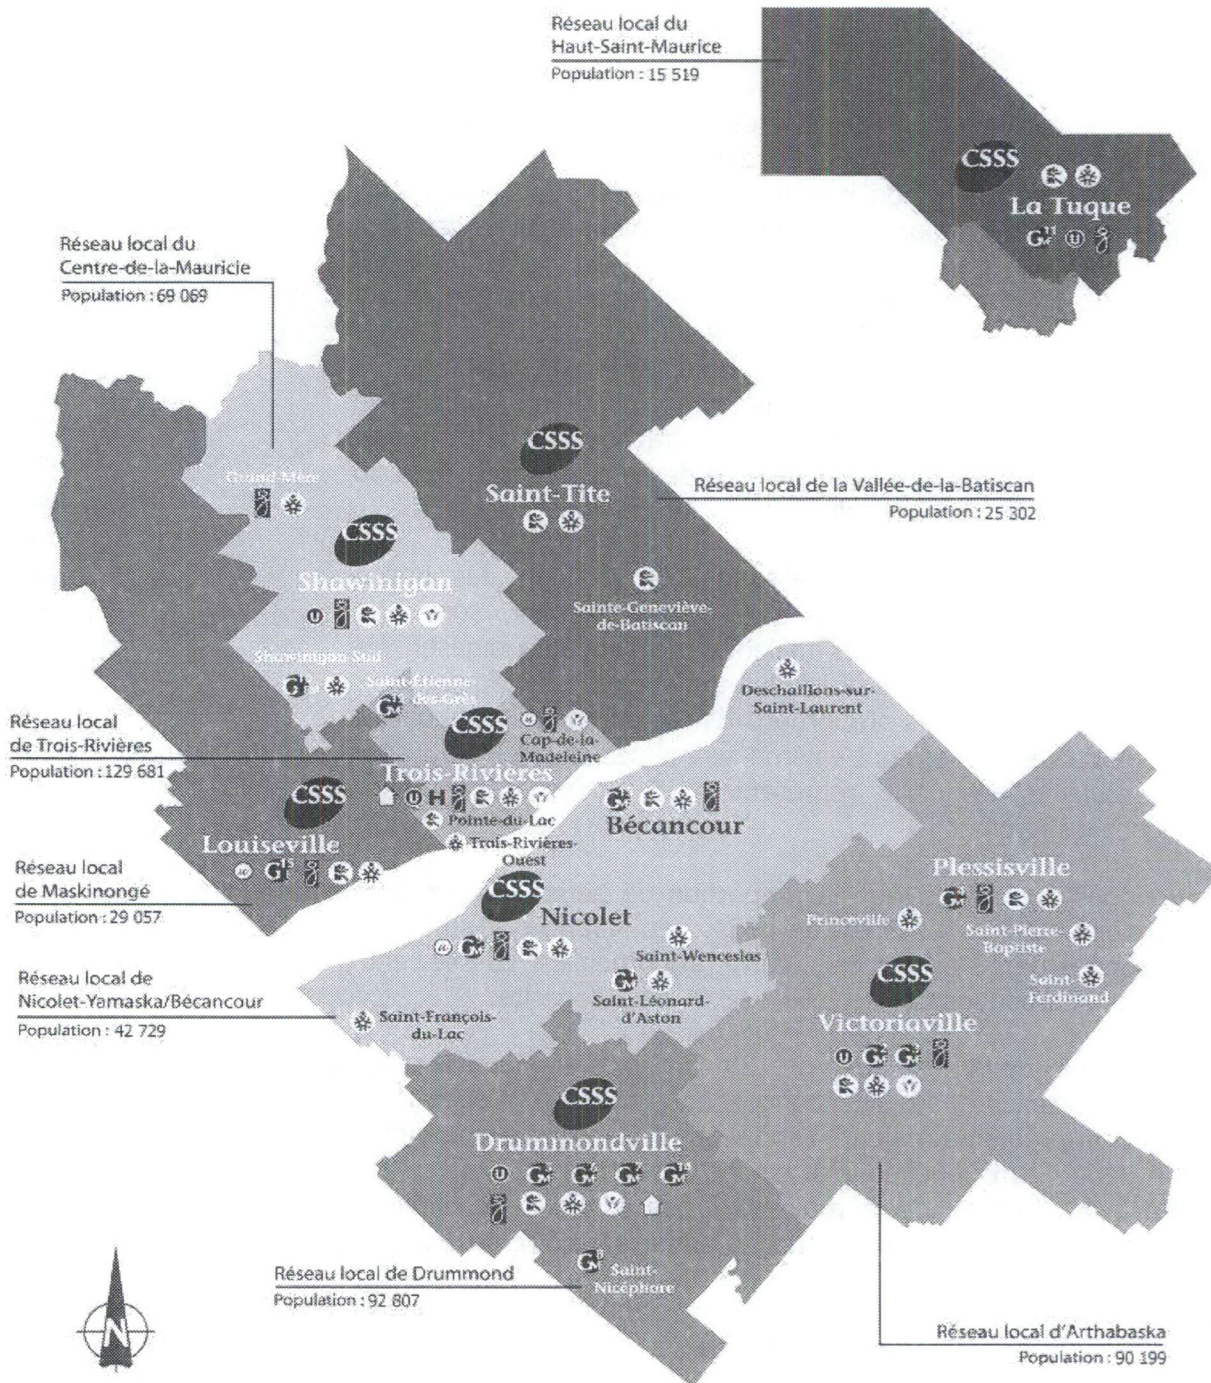 Réseau local du
Haut-Saint-Maurice
Population : 15 519
CSSS
La Tuque
GMF 11
U
Réseau local du
Centre-de-la-Mauricie
Population : 69 069
CSSS
Saint-Tite
Réseau local de la Vallée-de-la-Batiscan
Population : 25 302
Grand-Mère
CSSS
Shawinigan
U
Sainte-Geneviève-
de-Batiscan
Shawinigan-Sud
Saint-Étienne-
des-Grès
Deschaillons-sur-
Saint-Laurent
Réseau local
de Trois-Rivières
Population : 129 681
CSSS
Cap-de-la-
Madeleine
Trois-Rivières
U H
Pointe-du-Lac
Trois-Rivières-
Ouest
Bécancour
CSSS
Louiseville
15
Réseau local
de Maskinongé
Population : 29 057
CSSS
Nicolet
Plessisville
Princeville
Saint-Pierre-
Baptiste
Saint-
Ferdinand
Saint-Wenceslas
Saint-Léonard-
d'Aston
Réseau local de
Nicolet-Yamaska/Bécancour
Population : 42 729
Saint-François-
du-Lac
CSSS
Victoriaville
U
CSSS
Drummondville
U
Saint-
Nicéphore
Réseau local de Drummond
Population : 92 807
N
Réseau local d'Arthabaska
Population : 90 199